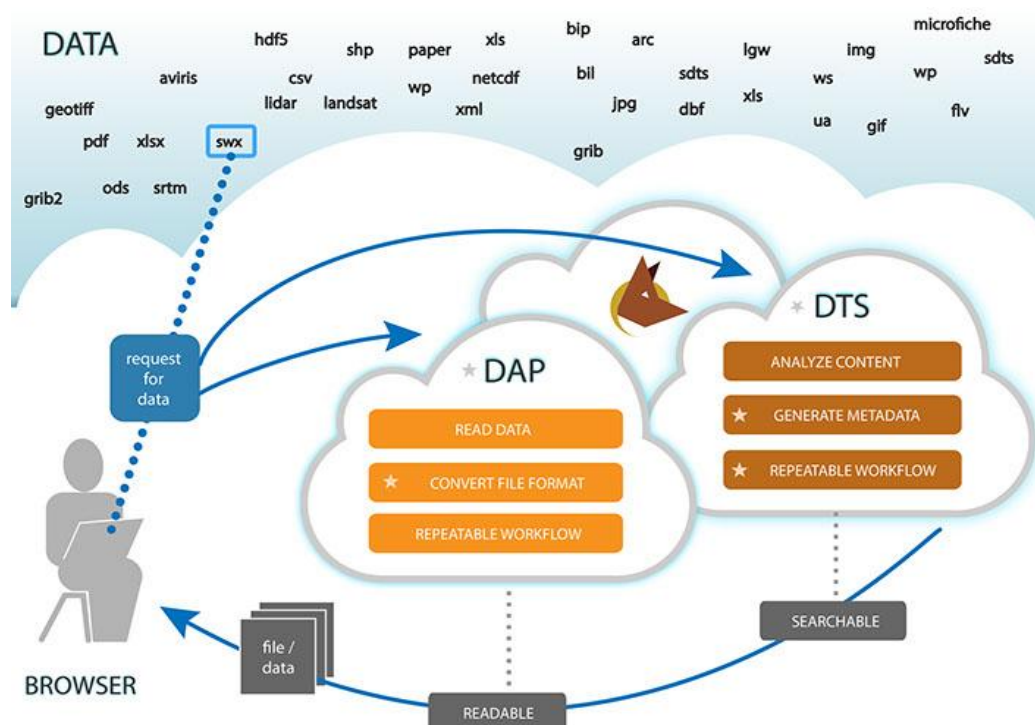 DATA
hdf5
shp
paper
xls
bip
arc
lgw
img
microfiche
sdts
aviris
csv
wp
netcdf
bil
sdts
ws
wp
geotiff
lidar
landsat
xml
jpg
dbf
xls
ua
gif
flv
pdf
xlsx
swx
grib
grib2
ods
srtm
request
for
data
DAP
READ DATA
CONVERT FILE FORMAT
REPEATABLE WORKFLOW
DTS
ANALYZE CONTENT
GENERATE METADATA
REPEATABLE WORKFLOW
SEARCHABLE
file /
data
BROWSER
READABLE